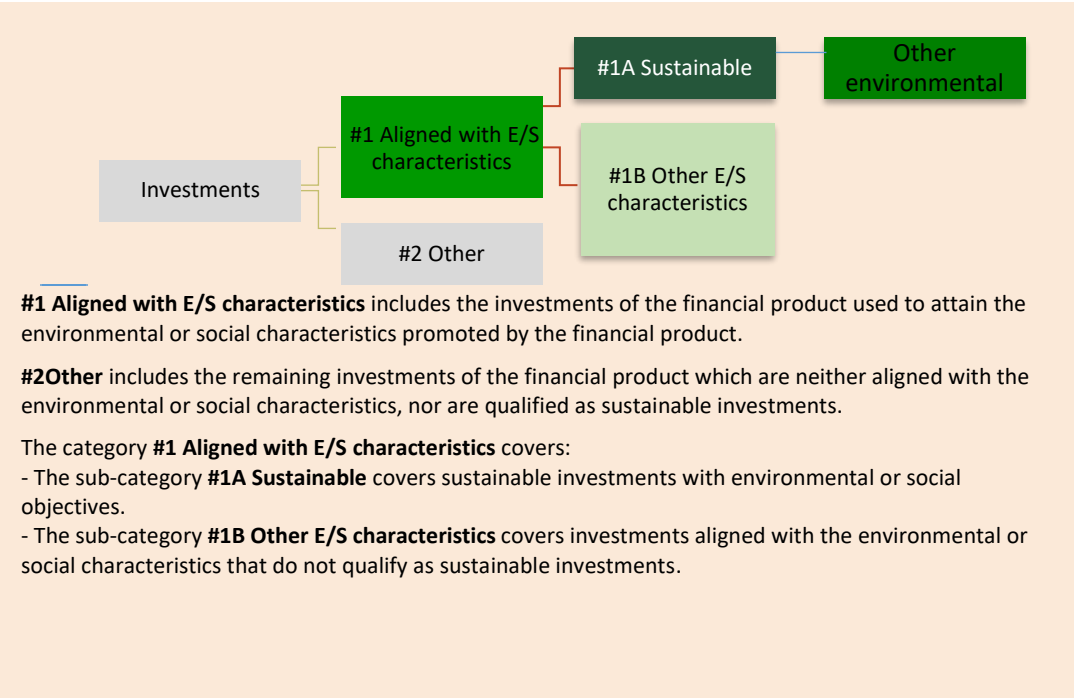 #1A Sustainable
Other
environmental
#1 Aligned with E/S
characteristics
Investments
#1B Other E/S
characteristics
#2 Other
#1 Aligned with E/S characteristics includes the investments of the financial product used to attain the
environmental or social characteristics promoted by the financial product.
#2Other includes the remaining investments of the financial product which are neither aligned with the
environmental or social characteristics, nor are qualified as sustainable investments.
The category #1 Aligned with E/S characteristics covers:
- The sub-category #1A Sustainable covers sustainable investments with environmental or social
objectives.
- The sub-category #1B Other E/S characteristics covers investments aligned with the environmental or
social characteristics that do not qualify as sustainable investments.